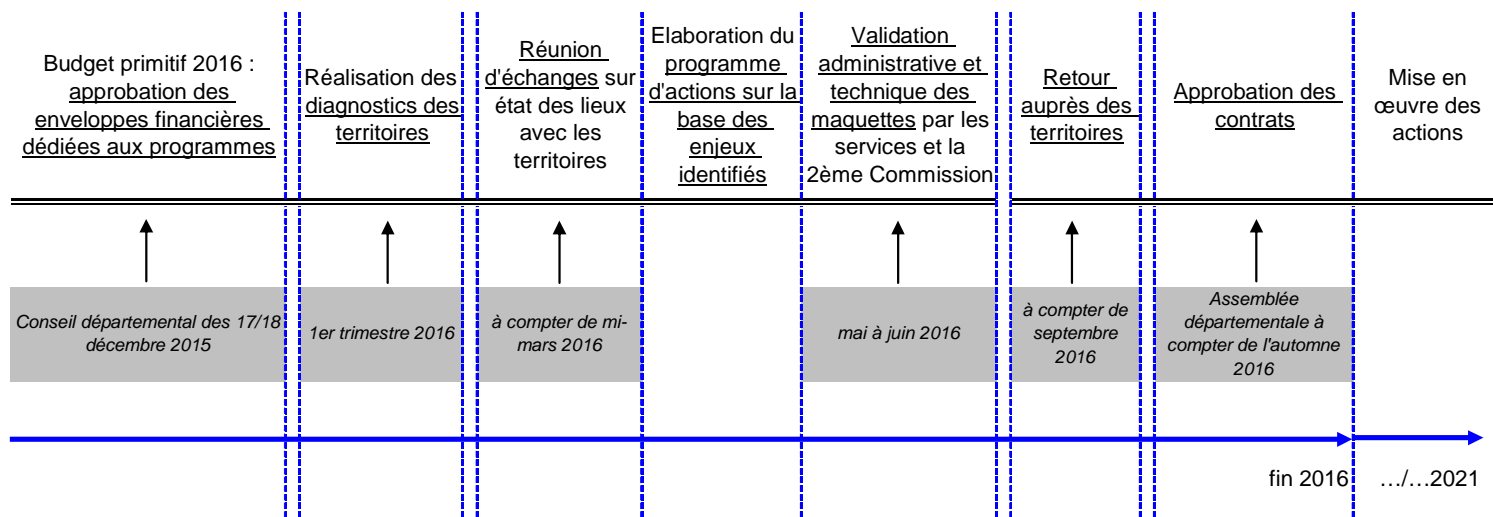 Budget primitif 2016 :
approbation des
enveloppes financières
dédiées aux programmes
Réalisation des
diagnostics des
territoires
Réunion
d'échanges sur
état des lieux
avec les
territoires
Elaboration du
programme
d'actions sur la
base des
enjeux
identifiés
Validation
administrative et
technique des
maquettes par les
services et la
2ème Commission
Retour
auprès des
territoires
Approbation des
contrats
Mise en
œuvre des
actions
Conseil départemental des 17/18
décembre 2015
1er trimestre 2016
à compter de mi-
mars 2016
mai à juin 2016
à compter de
septembre
2016
Assemblée
départementale à
compter de l'automne
2016
fin 2016
…/…2021